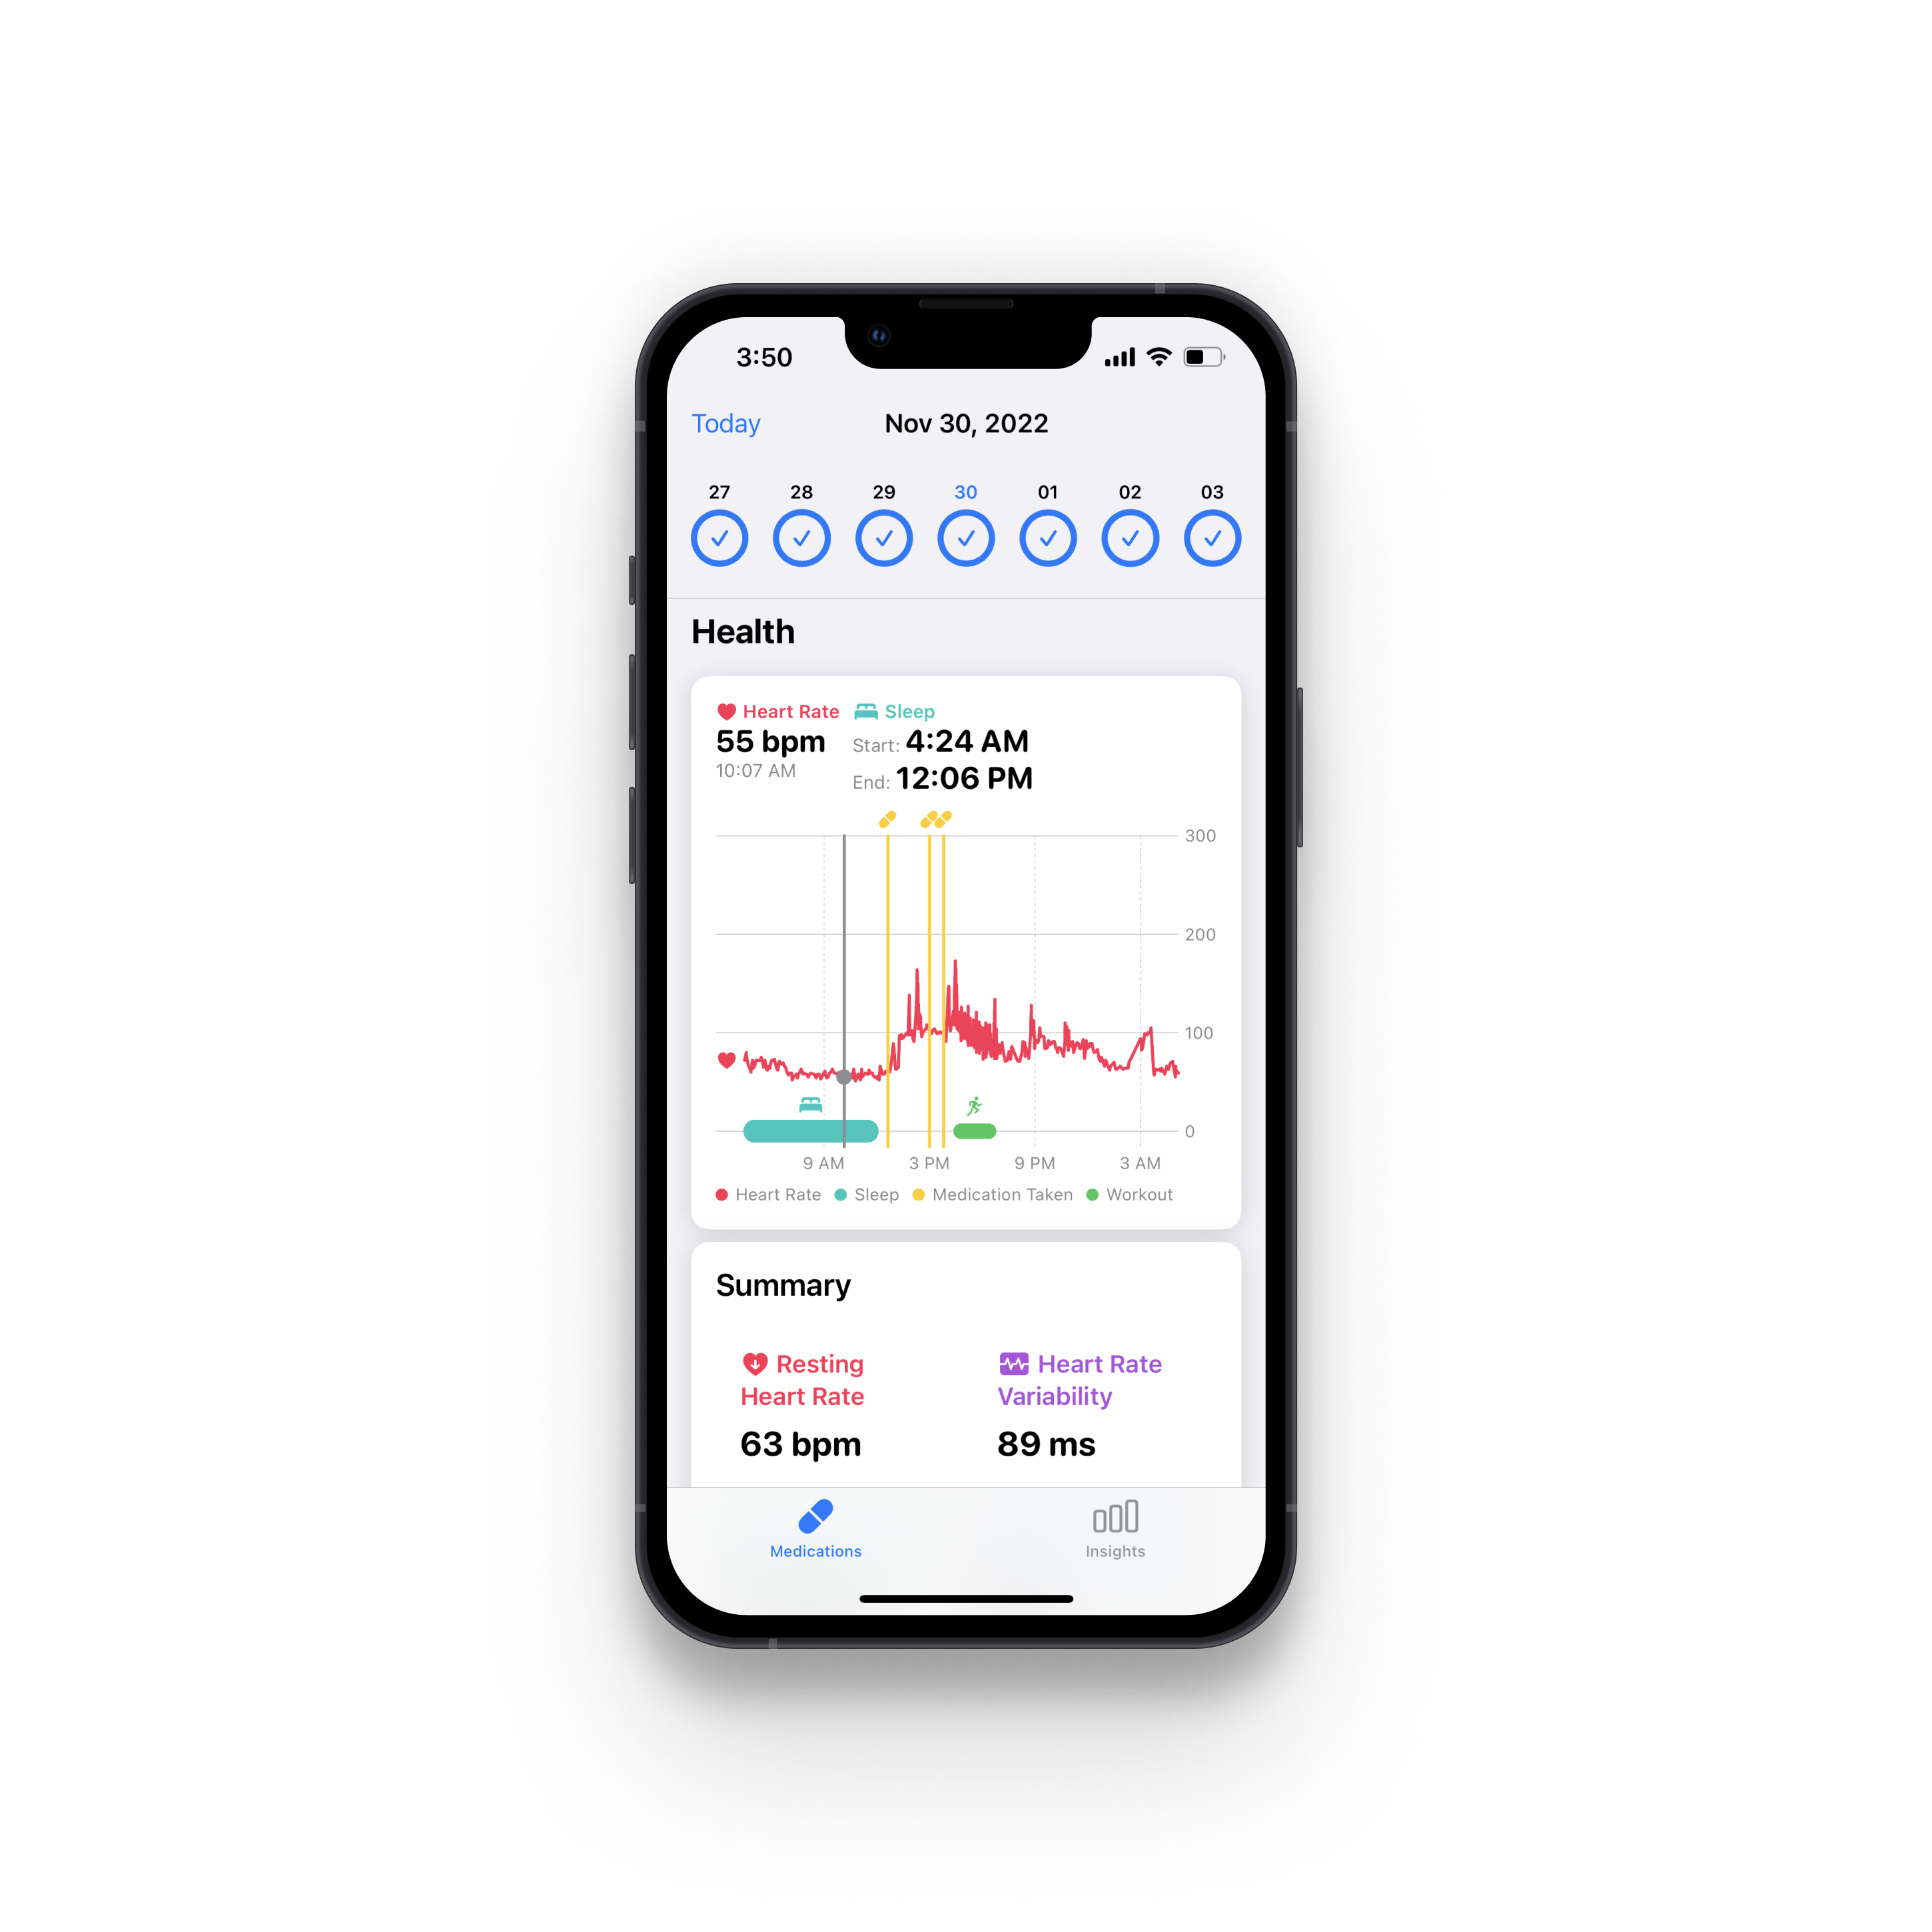 3:50
Today
Nov 30, 2022
27 28 29 30 01 02 03
Health
Heart Rate Sleep
55 bpm Start: 4:24 AM
10:07 AM End: 12:06 PM
300
200
100
0
9 AM 3 PM 9 PM 3 AM
Heart Rate Sleep Medication Taken Workout
Summary
Resting
Heart Rate
63 bpm
Heart Rate
Variability
89 ms
Medications Insights